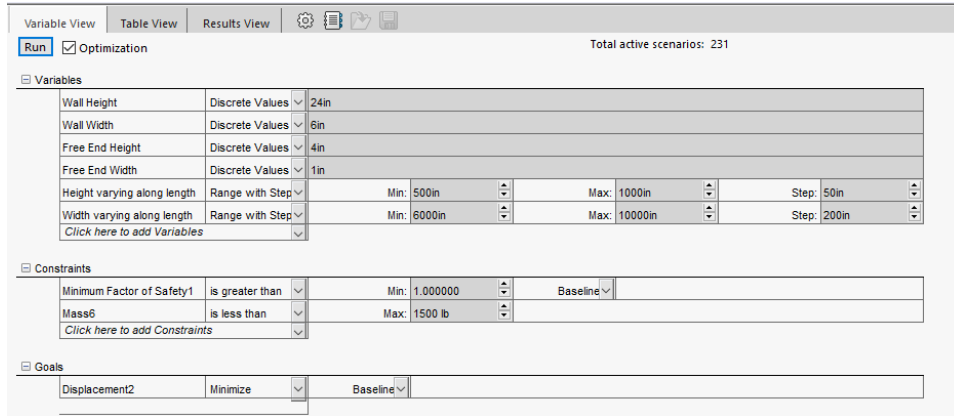 Variable View Table View Results View
Run Optimization Total active scenarios: 231
Variables
Wall Height Discrete Values 24in
Wall Width Discrete Values 6in
Free End Height Discrete Values 4in
Free End Width Discrete Values 1in
Height varying along length Range with Step Min: 500in Max: 1000in Step: 50in
Width varying along length Range with Step Min: 6000in Max: 10000in Step: 200in
Click here to add Variables
Constraints
Minimum Factor of Safety1 is greater than Min: 1.000000 Baseline
Mass6 is less than Max: 1500 lb
Click here to add Constraints
Goals
Displacement2 Minimize Baseline